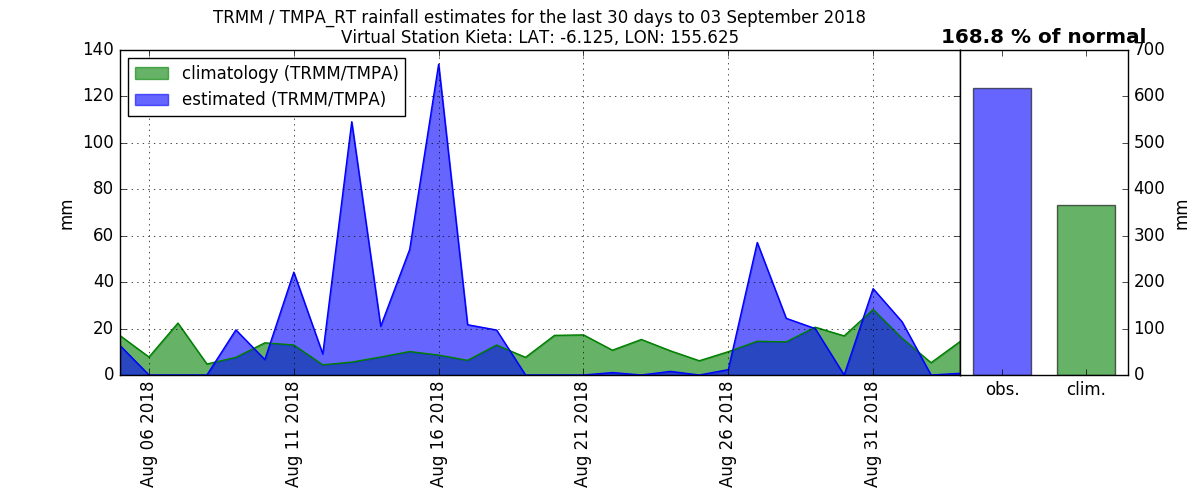 TRMM / TMPA_RT rainfall estimates for the last 30 days to 03 September 2018
Virtual Station Kieta: LAT: -6.125, LON: 155.625
168.8 % of normal
climatology (TRMM/TMPA)
estimated (TRMM/TMPA)
140
120
100
80
60
40
20
0
mm
Aug 06 2018
Aug 11 2018
Aug 16 2018
Aug 21 2018
Aug 26 2018
Aug 31 2018
700
600
500
400
300
200
100
0
mm
obs.
clim.